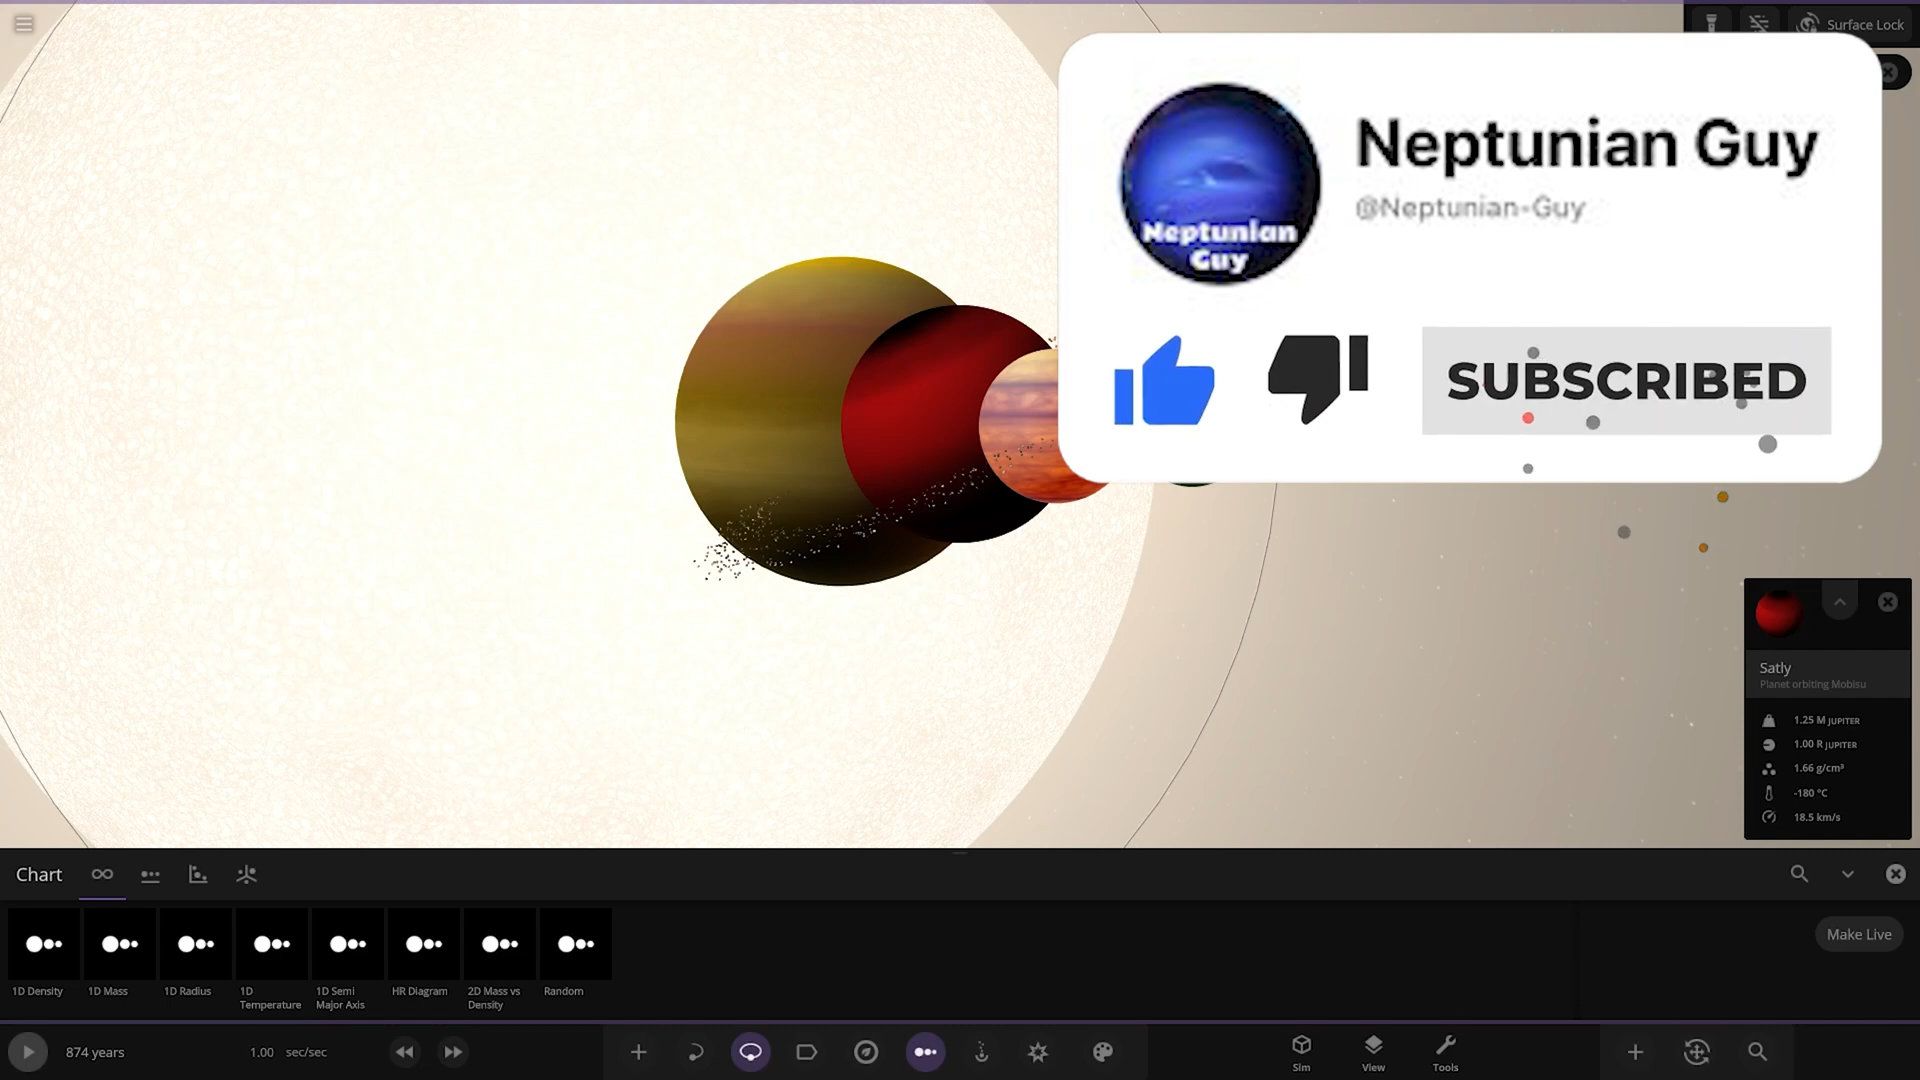 Surface Lock
Neptunian Guy
@Neptunian-Guy
Neptunian
Guy
SUBSCRIBED
Satly
Planet orbiting Mobisu
1.25 M JUPITER
1.00 R JUPITER
1.66 g/cm³
-180 °C
18.5 km/s
Chart
Make Live
1D Density
1D Mass
1D Radius
1D
Temperature
1D Semi
Major Axis
HR Diagram
2D Mass vs
Density
Random
874 years
1.00 sec/sec
Sim
View
Tools